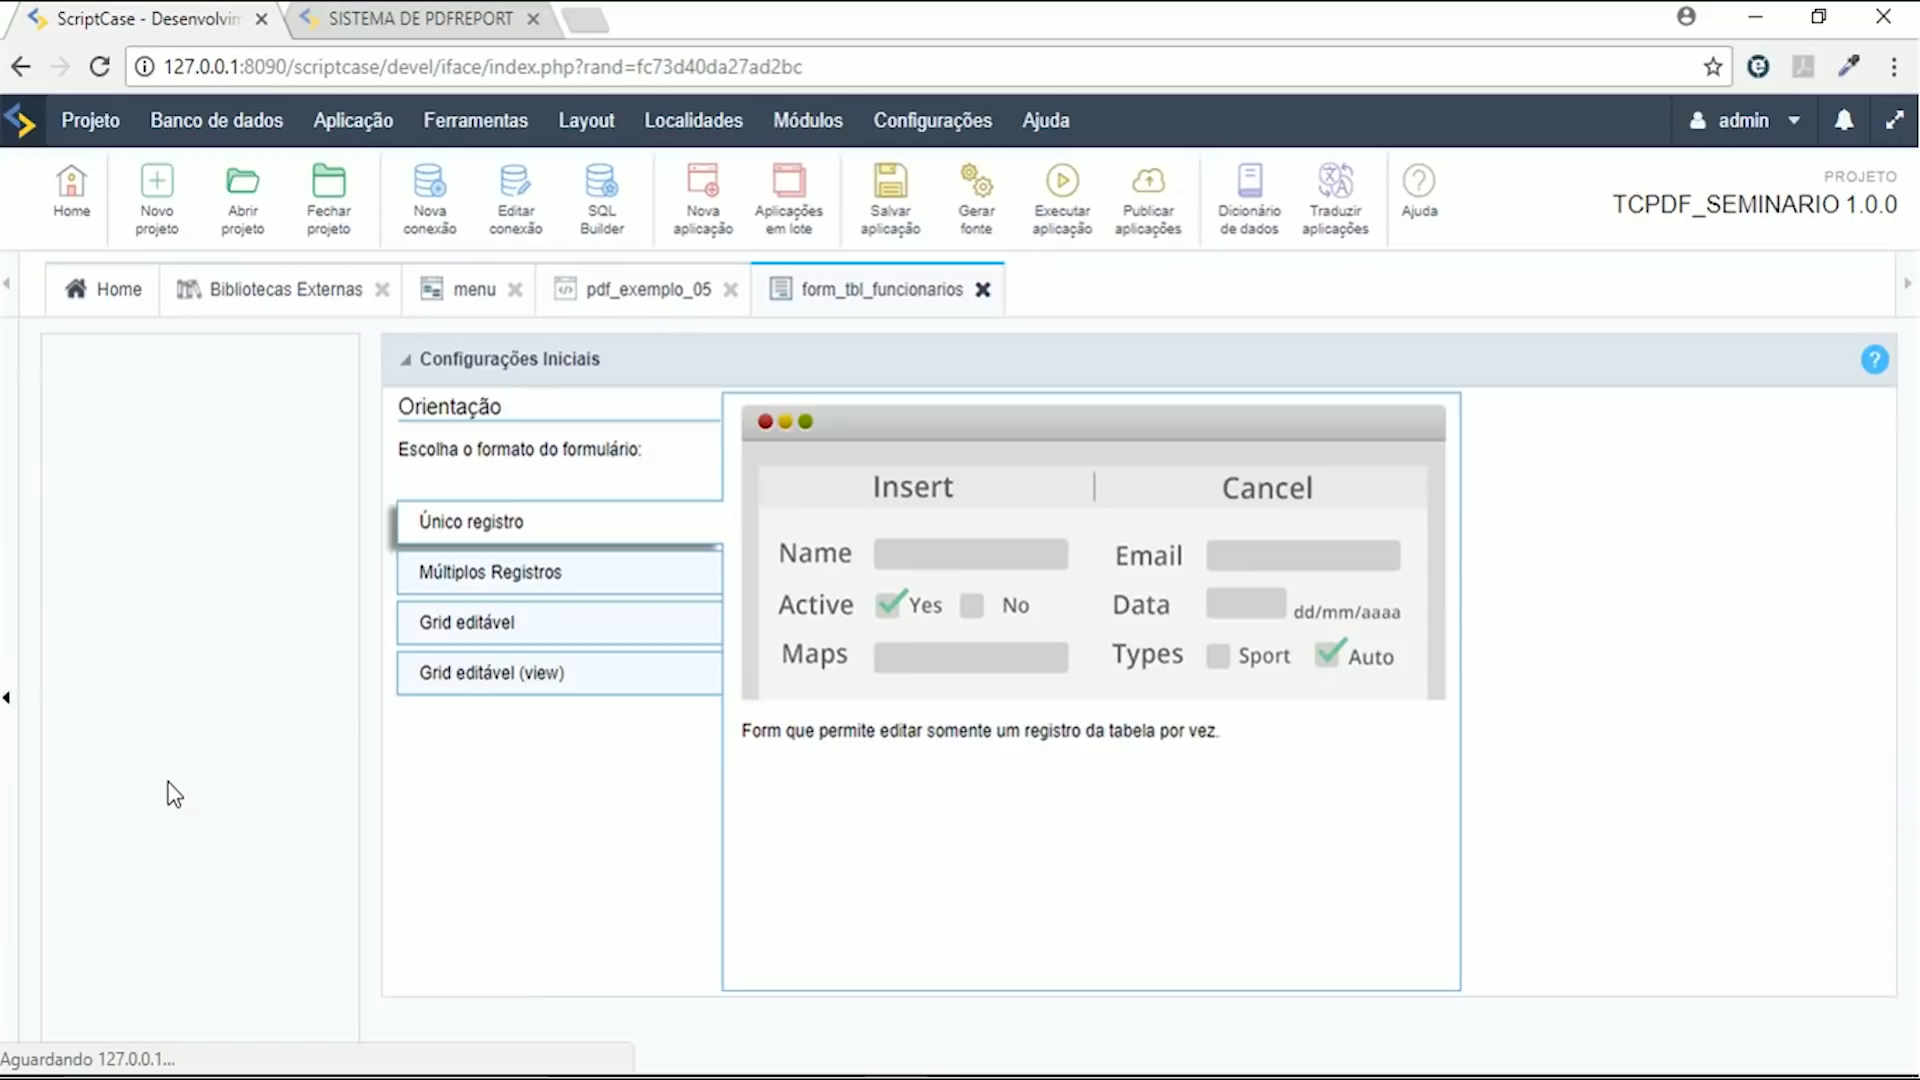 ScriptCase - Desenvolvim
SISTEMA DE PDFREPORT
127.0.0.1:8090/scriptcase/devel/iface/index.php?rand=fc73d40da27ad2bc
Projeto Banco de dados Aplicação Ferramentas Layout Localidades Módulos Configurações Ajuda admin
Home
Novo projeto
Abrir projeto
Fechar projeto
Nova conexão
Editar conexão
SQL Builder
Nova aplicação
Aplicações em lote
Salvar aplicação
Gerar fonte
Executar aplicação
Publicar aplicações
Dicionário de dados
Traduzir aplicações
Ajuda
PROJETO
TCPDF_SEMINARIO 1.0.0
Home Bibliotecas Externas menu pdf_exemplo_05 form_tbl_funcionarios
Configurações Iniciais
?
Orientação
Escolha o formato do formulário:
Único registro
Múltiplos Registros
Grid editável
Grid editável (view)
Insert | Cancel
Name Email
Active Yes No Data dd/mm/aaaa
Maps Types Sport Auto
Form que permite editar somente um registro da tabela por vez.
Aguardando 127.0.0.1...